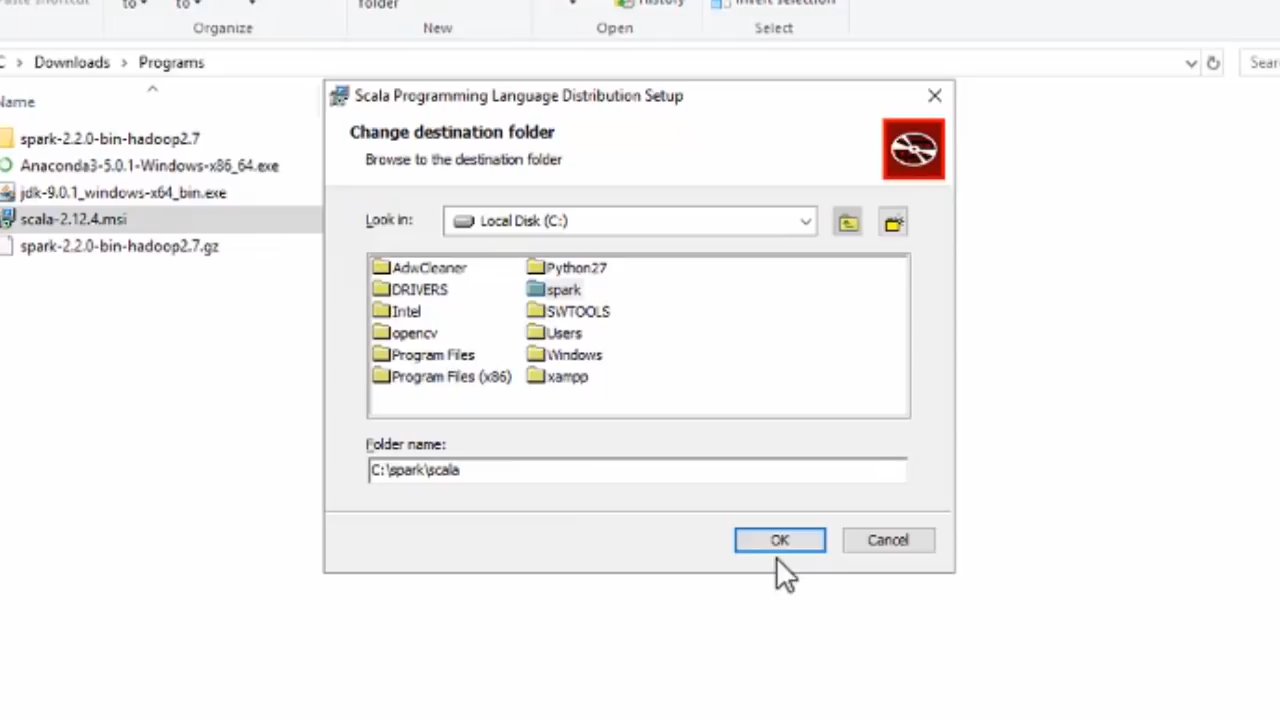 to
to
folder
History
Organize
New
Open
Select
Downloads > Programs
Name
spark-2.2.0-bin-hadoop2.7
Anaconda3-5.0.1-Windows-x86_64.exe
jdk-9.0.1_windows-x64_bin.exe
scala-2.12.4.msi
spark-2.2.0-bin-hadoop2.7.gz
Scala Programming Language Distribution Setup
Change destination folder
Browse to the destination folder
Look in:
Local Disk (C:)
AdwCleaner
DRIVERS
Intel
opencv
Program Files
Program Files (x86)
Python27
spark
SWTOOLS
Users
Windows
xampp
Folder name:
C:\spark\scala
OK
Cancel